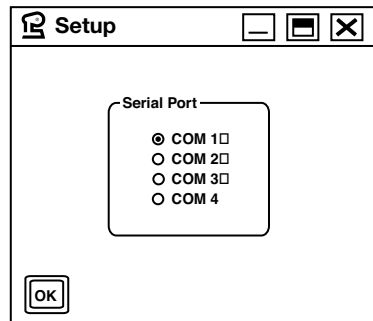 Setup
Serial Port
COM 1□
COM 2□
COM 3□
COM 4
OK